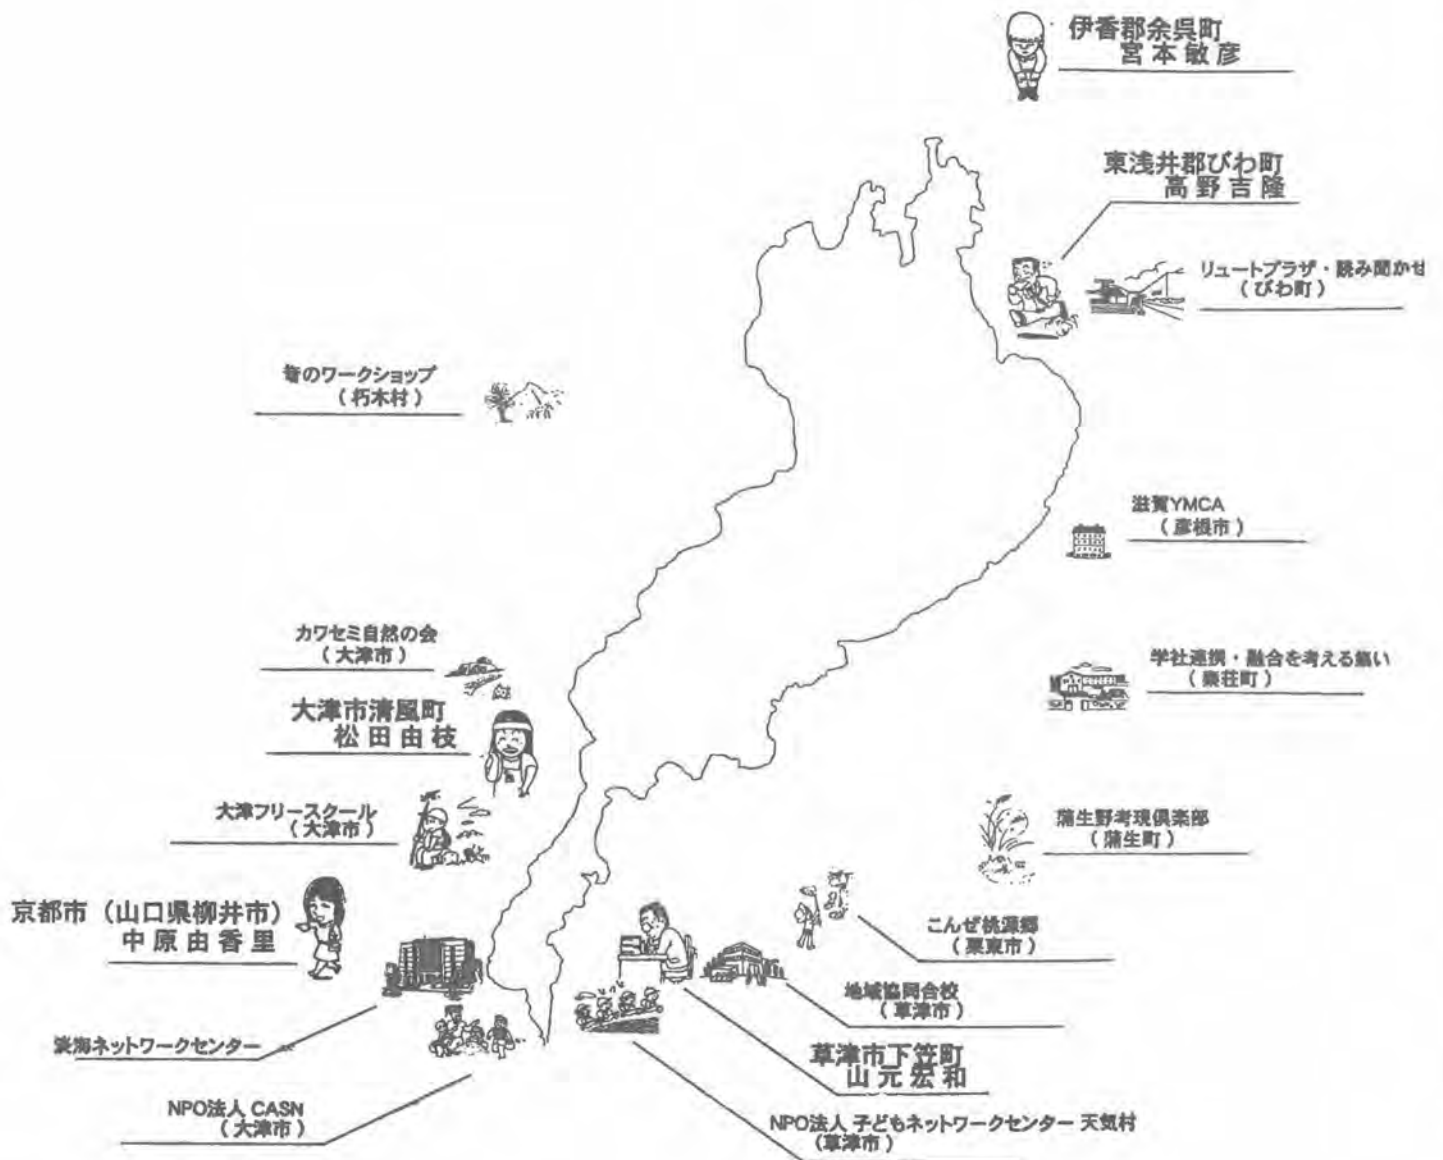 伊香郡余呉町
宮本敏彦
東浅井郡びわ町
高野吉隆
リュートプラザ・読み聞かせ
(びわ町)
のワークショップ
(朽木村)
滋賀YMCA
(彦根市)
カワセミ自然の会
(大津市)
学社連携・融合を考える集い
(秦荘町)
大津市清風町
松田由枝
大津フリースクール
(大津市)
蒲生野考現倶楽部
(蒲生町)
京都市(山口県柳井市)
中原由香里
こんぜ桃源郷
(栗東市)
地域協同合校
(草津市)
淡海ネットワークセンター
草津市下笠町
山元宏和
NPO法人 CASN
(大津市)
NPO法人 子どもネットワークセンター 天気村
(草津市)